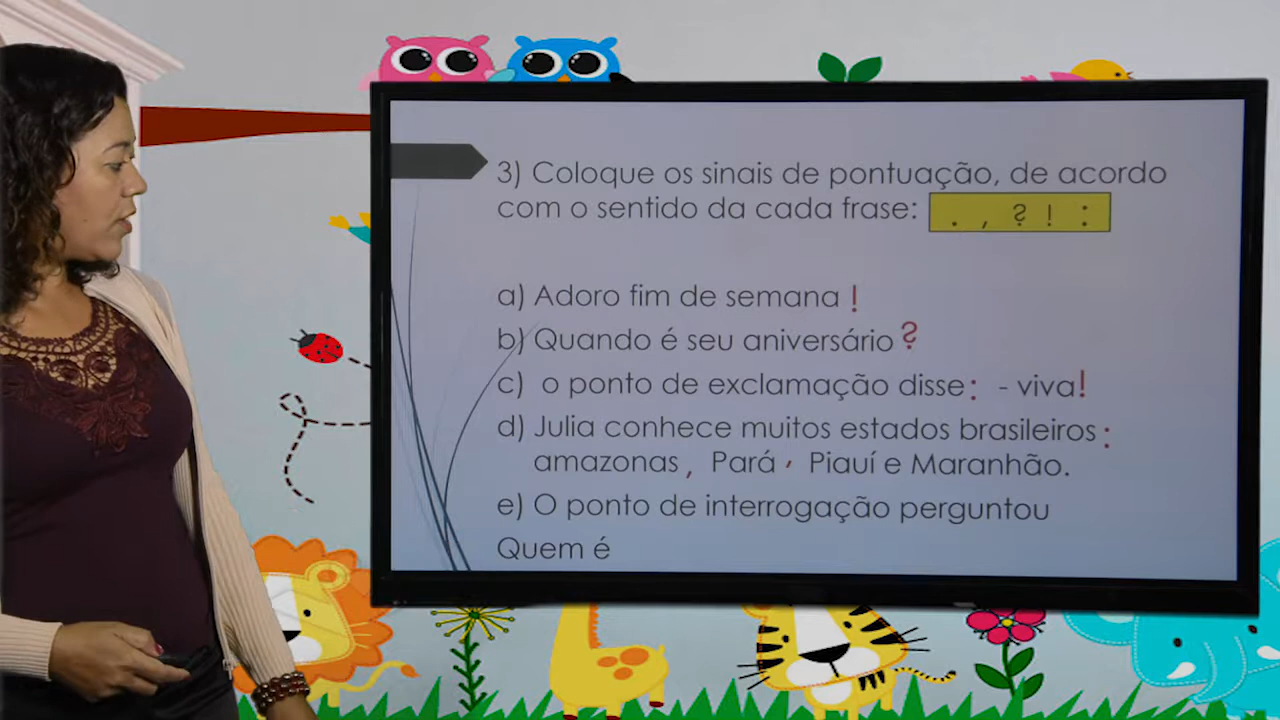 3) Coloque os sinais de pontuação, de acordo
com o sentido da cada frase: . , ? ! :
a) Adoro fim de semana !
b) Quando é seu aniversário ?
c) o ponto de exclamação disse : - viva!
d) Julia conhece muitos estados brasileiros :
amazonas , Pará , Piauí e Maranhão.
e) O ponto de interrogação perguntou
Quem é